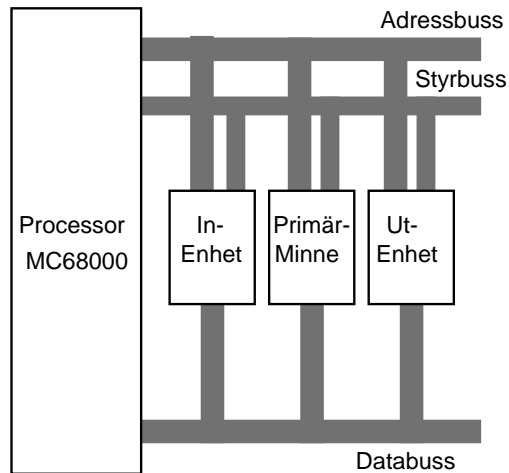 Adressbuss
Styrbuss
Processor
MC68000
In-
Enhet
Primär-
Minne
Ut-
Enhet
Databuss